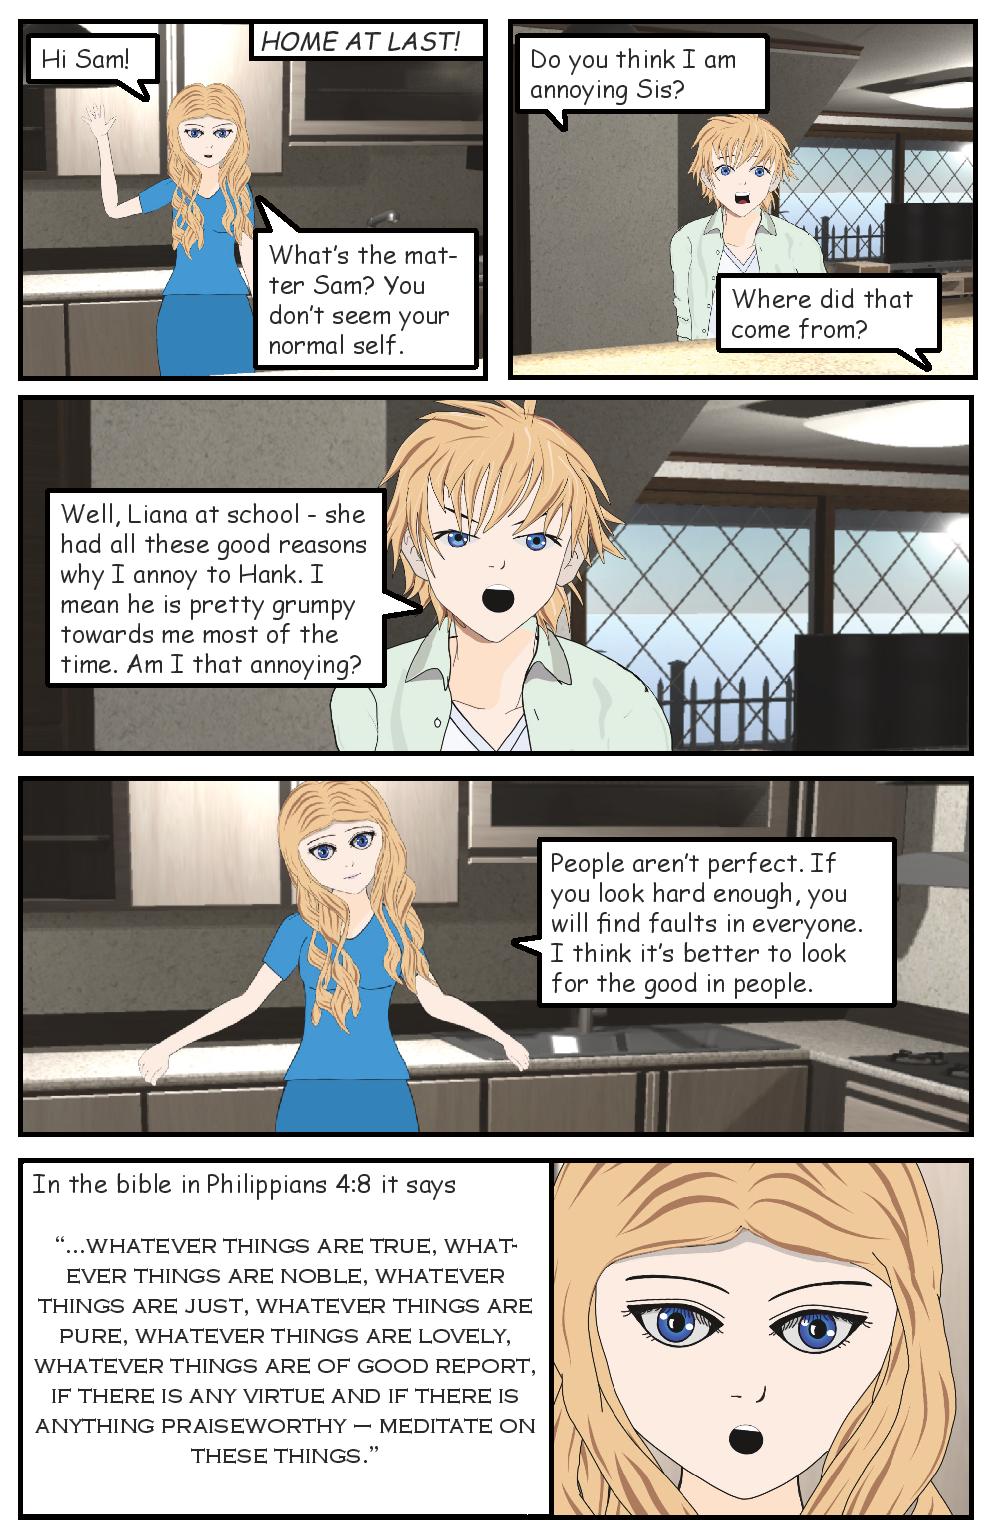 HOME AT LAST!
Hi Sam!
What's the mat-
ter Sam? You
don't seem your
normal self.
Do you think I am
annoying Sis?
Where did that
come from?
Well, Liana at school - she
had all these good reasons
why I annoy to Hank. I
mean he is pretty grumpy
towards me most of the
time. Am I that annoying?
People aren't perfect. If
you look hard enough, you
will find faults in everyone.
I think it's better to look
for the good in people.
In the bible in Philippians 4:8 it says
"...WHATEVER THINGS ARE TRUE, WHAT-
EVER THINGS ARE NOBLE, WHATEVER
THINGS ARE JUST, WHATEVER THINGS ARE
PURE, WHATEVER THINGS ARE LOVELY,
WHATEVER THINGS ARE OF GOOD REPORT,
IF THERE IS ANY VIRTUE AND IF THERE IS
ANYTHING PRAISEWORTHY — MEDITATE ON
THESE THINGS."